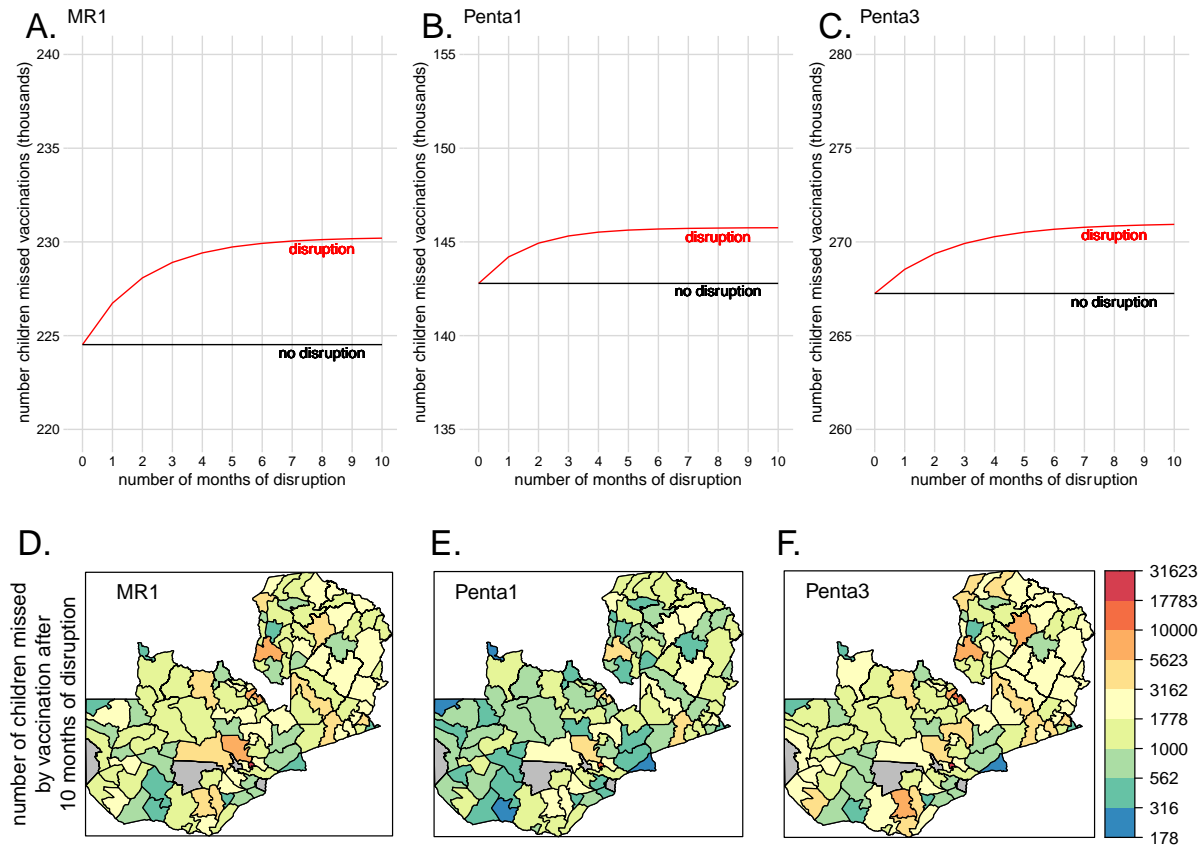 A. MR1
number children missed vaccinations (thousands)
240
235
230
225
220
disruption
no disruption
0 1 2 3 4 5 6 7 8 9 10
number of months of disruption
B. Penta1
number children missed vaccinations (thousands)
155
150
145
140
135
disruption
no disruption
0 1 2 3 4 5 6 7 8 9 10
number of months of disruption
C. Penta3
number children missed vaccinations (thousands)
280
275
270
265
260
disruption
no disruption
0 1 2 3 4 5 6 7 8 9 10
number of months of disruption
number of children missed
by vaccination after
10 months of disruption
D.
MR1
E.
Penta1
F.
Penta3
31623
17783
10000
5623
3162
1778
1000
562
316
178